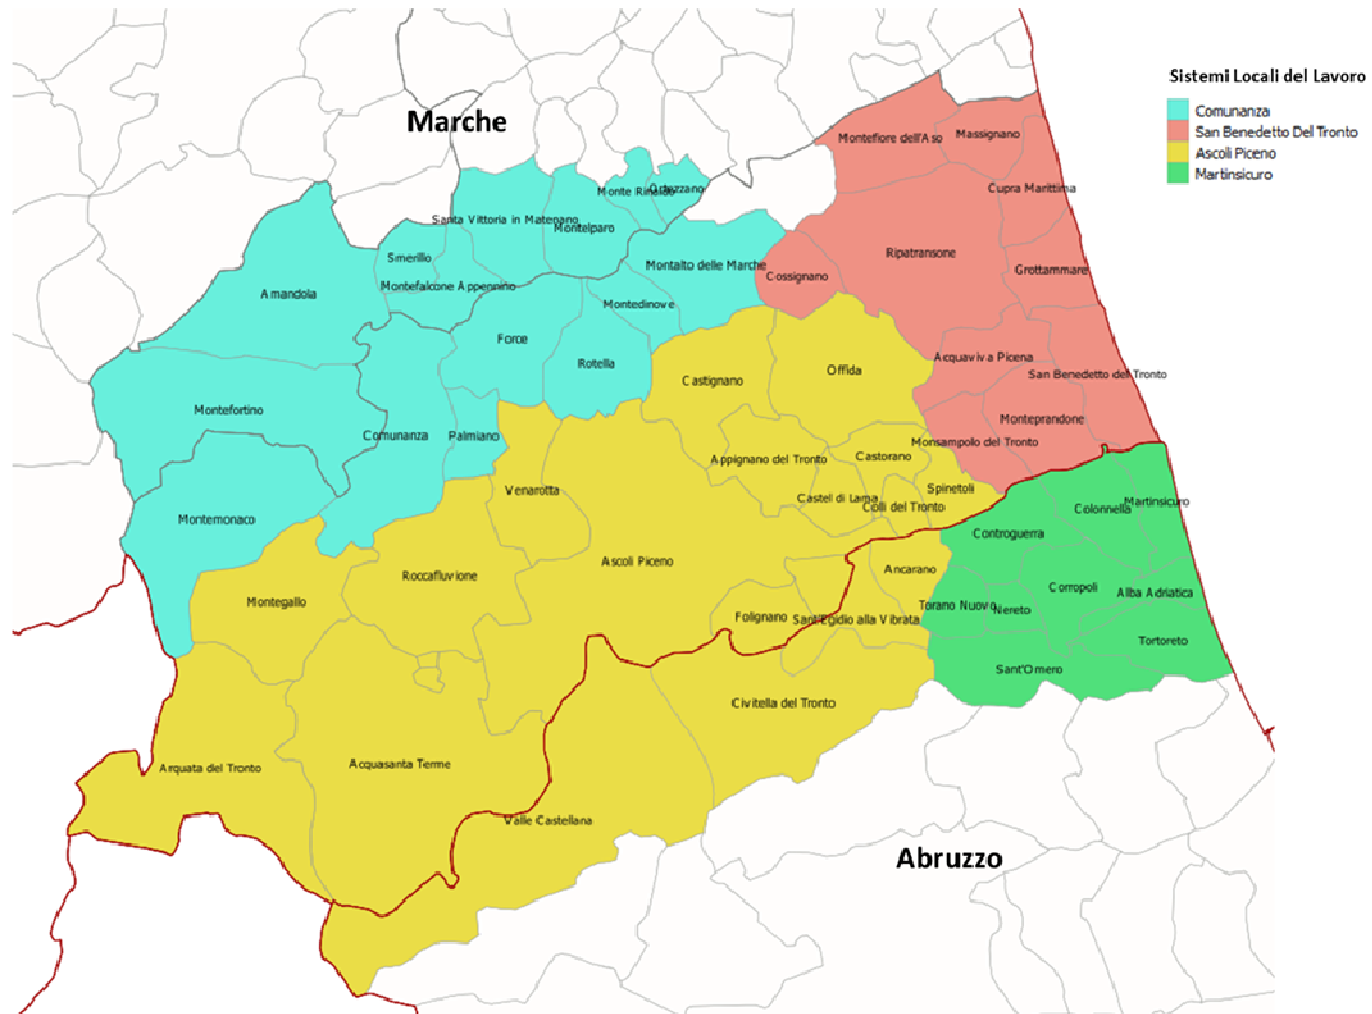 Sistemi Locali del Lavoro
Comunanza
San Benedetto Del Tronto
Ascoli Piceno
Martinsicuro
Marche
Montefiore dell'Aso
Massignano
Monte Rinaldo
Ortezzano
Cupra Marittima
Santa Vittoria in Matenano
Montelparo
Smerillo
Ripatransone
Montalto delle Marche
Cossignano
Grottammare
Montefalcone Appennino
Amandola
Montedinove
Force
Rotella
Acquaviva Picena
Castignano
Offida
San Benedetto del Tronto
Montefortino
Monteprandone
Comunanza
Palmiano
Monsampolo del Tronto
Appignano del Tronto
Castorano
Venarotta
Spinetoli
Castel di Lama
Colli del Tronto
Martinsicuro
Colonnella
Montemonaco
Controguerra
Ascoli Piceno
Ancarano
Roccafluvione
Corropoli
Alba Adriatica
Montegallo
Torano Nuovo
Nereto
Folignano
Sant'Egidio alla Vibrata
Tortoreto
Sant'Omero
Civitella del Tronto
Arquata del Tronto
Acquasanta Terme
Valle Castellana
Abruzzo